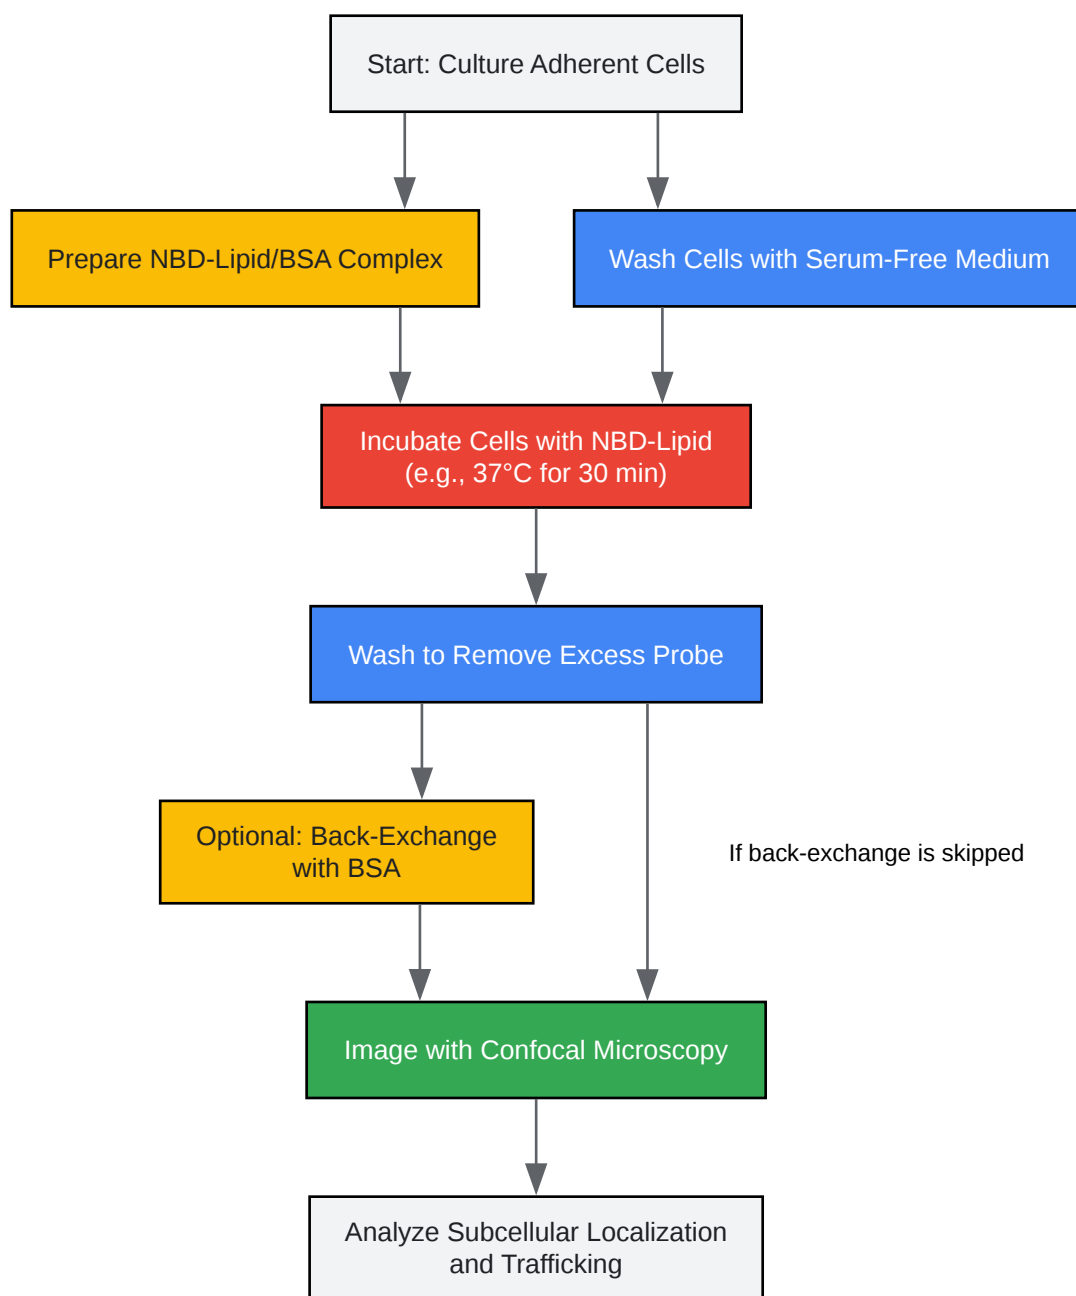 Start: Culture Adherent Cells
Prepare NBD-Lipid/BSA Complex
Wash Cells with Serum-Free Medium
Incubate Cells with NBD-Lipid
(e.g., 37°C for 30 min)
Wash to Remove Excess Probe
Optional: Back-Exchange
with BSA
If back-exchange is skipped
Image with Confocal Microscopy
Analyze Subcellular Localization
and Trafficking